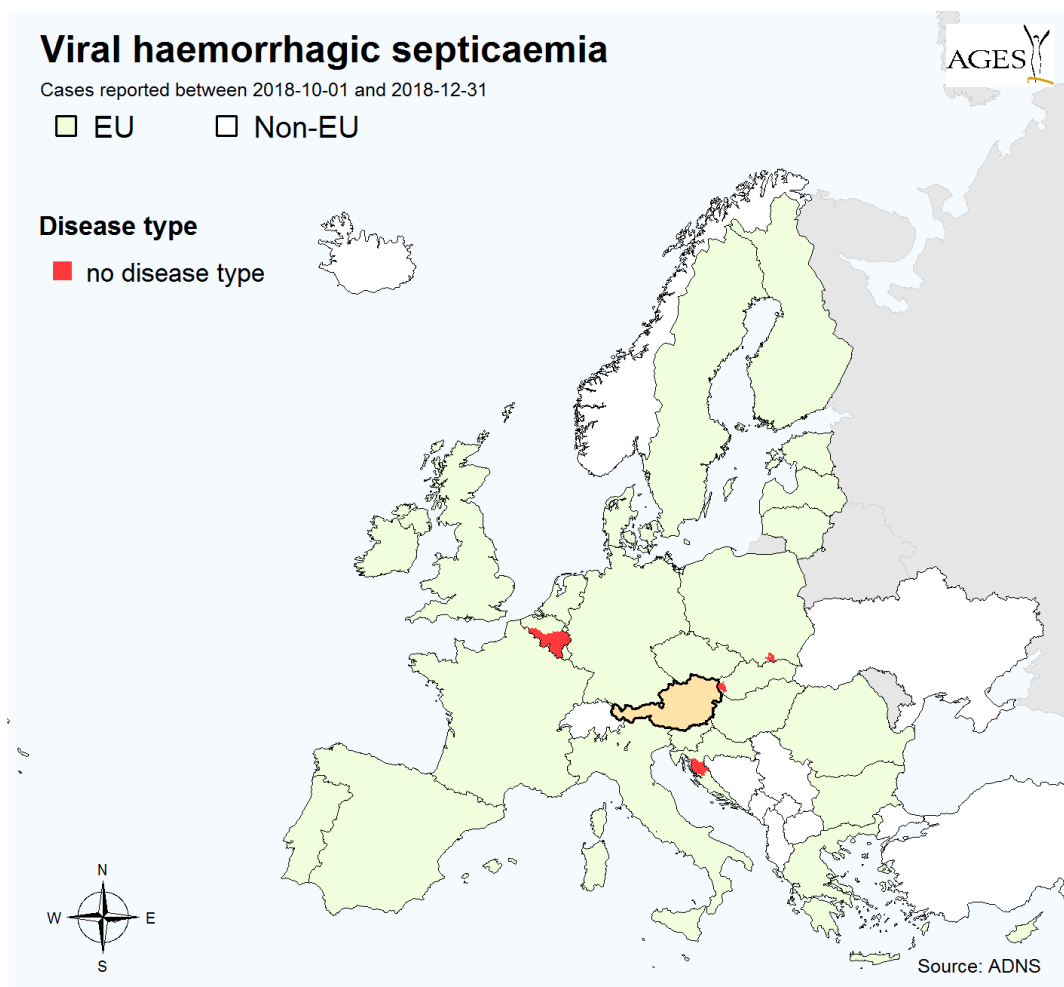 Viral haemorrhagic septicaemia
Cases reported between 2018-10-01 and 2018-12-31
EU Non-EU
AGES
Disease type
no disease type
N
W E
S
Source: ADNS